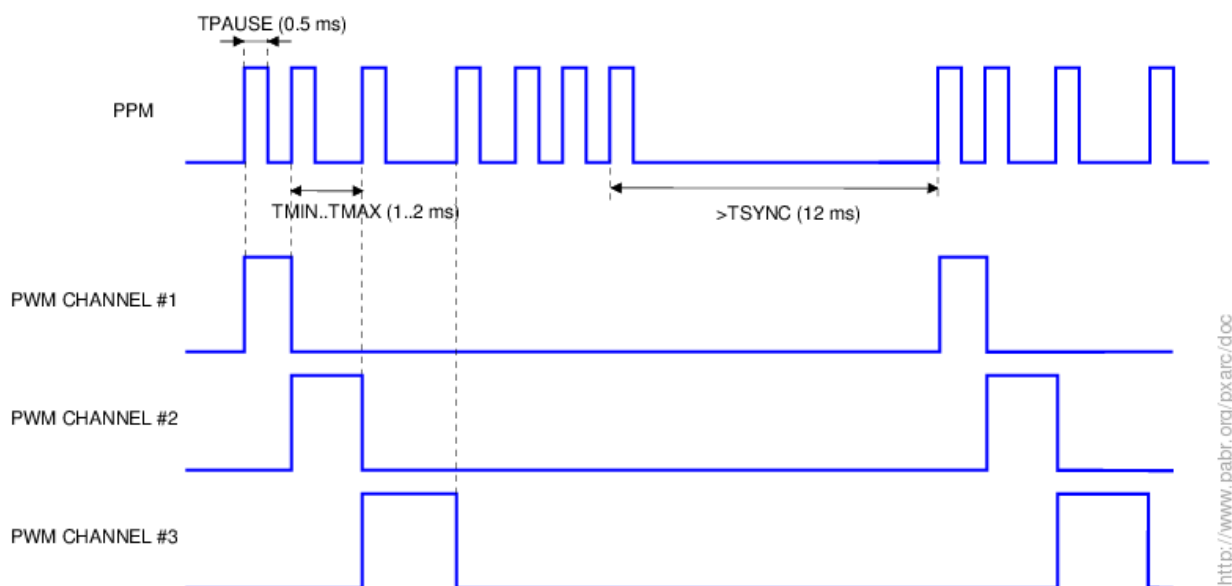 TPAUSE (0.5 ms)
PPM
TMIN..TMAX (1..2 ms)
>TSYNC (12 ms)
PWM CHANNEL #1
PWM CHANNEL #2
PWM CHANNEL #3
http://www.pabr.org/pxarc/doc